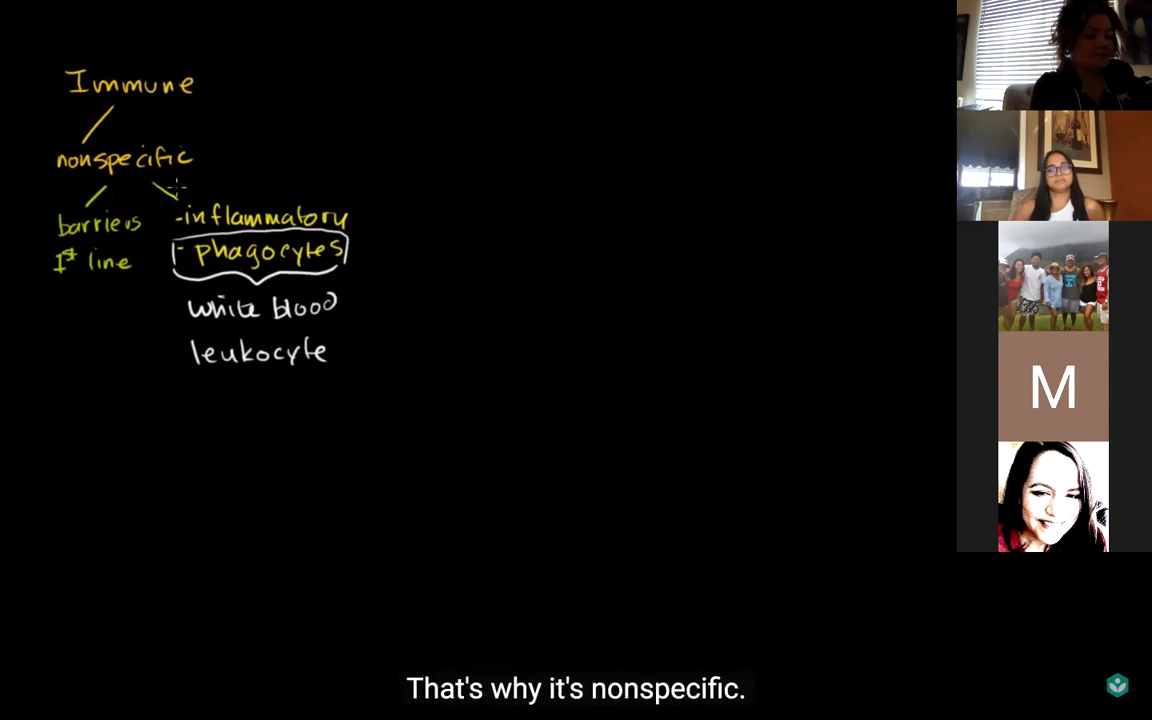 Immune
nonspecific
barriers
1st line
-inflammatory
- phagocytes
white blood
leukocyte
M
That's why it's nonspecific.